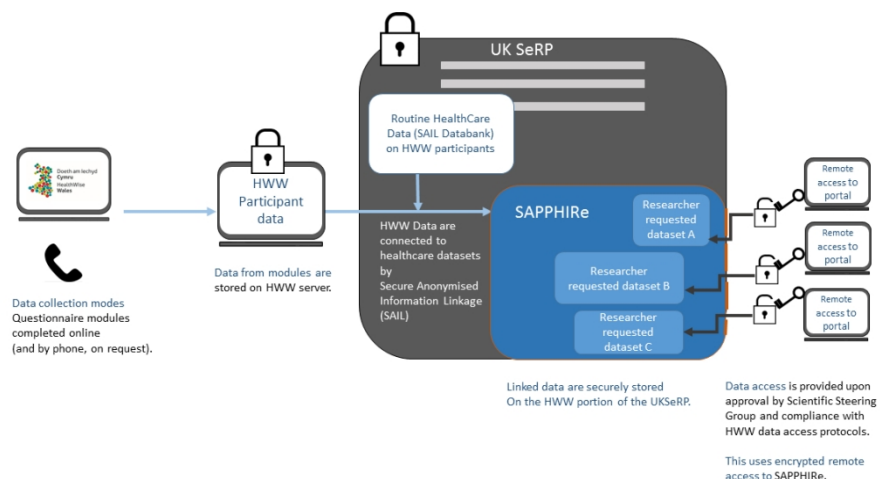 UK SeRP
Routine HealthCare
Data (SAIL Databank)
on HWW participants
Doeth am Iechyd
Cymru
HealthWise
Wales
HWW
Participant
data
SAPPHIRe
Researcher
requested
dataset A
Researcher
requested dataset B
Researcher
requested
dataset C
Remote
access to
portal
Remote
access to
portal
Remote
access to
portal
HWW Data are
connected to
healthcare datasets
by
Secure Anonymised
Information Linkage
(SAIL)
Data from modules are
stored on HWW server.
Data collection modes
Questionnaire modules
completed online
(and by phone, on request).
Linked data are securely stored
On the HWW portion of the UKSeRP.
Data access is provided upon
approval by Scientific Steering
Group and compliance with
HWW data access protocols.
This uses encrypted remote
access to SAPPHIRe.